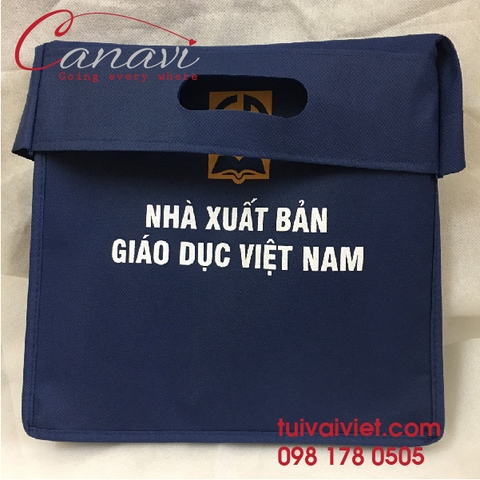 Canavi
Going every where
NHÀ XUẤT BẢN
GIÁO DỤC VIỆT NAM
tuivaiviet.com
098 178 0505